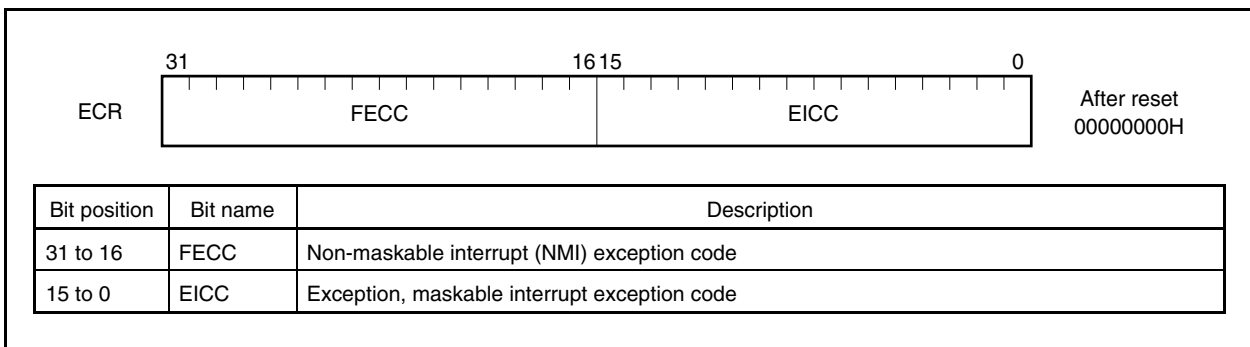 31 16 15 0
ECR FECC EICC After reset
00000000H
Bit position Bit name Description
31 to 16 FECC Non-maskable interrupt (NMI) exception code
15 to 0 EICC Exception, maskable interrupt exception code